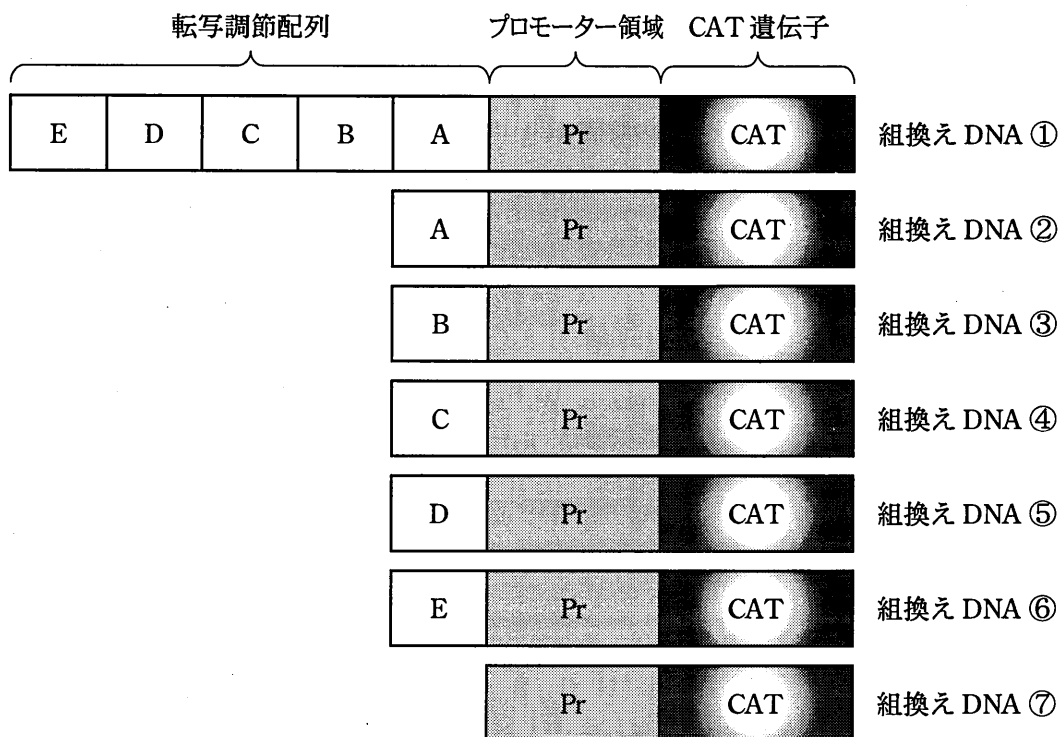 転写調節配列 プロモーター領域 CAT 遺伝子
E D C B A Pr CAT 組換え DNA ①
A Pr CAT 組換え DNA ②
B Pr CAT 組換え DNA ③
C Pr CAT 組換え DNA ④
D Pr CAT 組換え DNA ⑤
E Pr CAT 組換え DNA ⑥
Pr CAT 組換え DNA ⑦